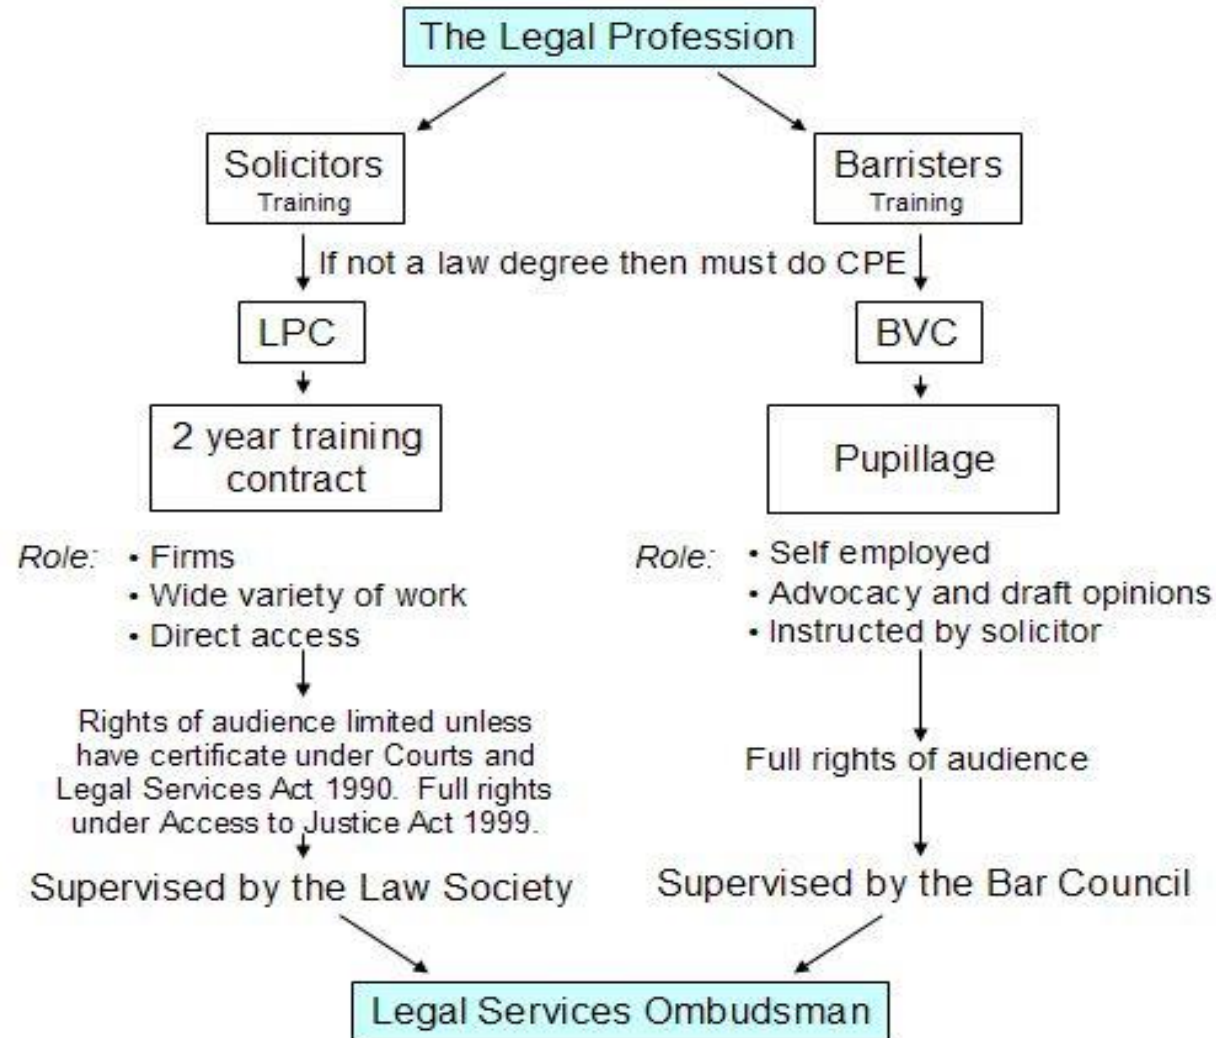 The Legal Profession
Solicitors
Training
Barristers
Training
If not a law degree then must do CPE
LPC
BVC
2 year training
contract
Pupillage
Role: • Firms
• Wide variety of work
• Direct access
Role: • Self employed
• Advocacy and draft opinions
• Instructed by solicitor
Rights of audience limited unless
have certificate under Courts and
Legal Services Act 1990. Full rights
under Access to Justice Act 1999.
Full rights of audience
Supervised by the Law Society
Supervised by the Bar Council
Legal Services Ombudsman